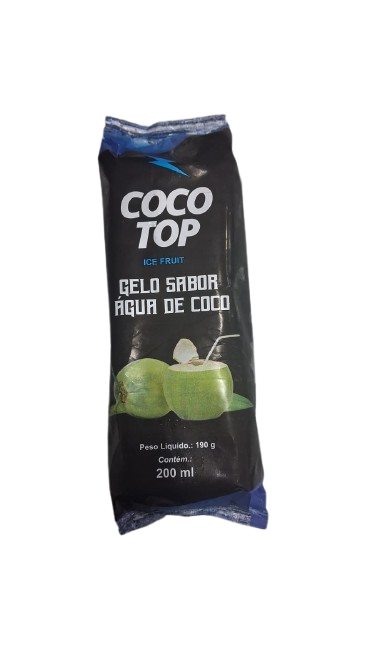 COCO
TOP
ICE FRUIT
GELO SABOR
ÁGUA DE COCO
Peso Líquido.: 190 g
Contém.:
200 ml